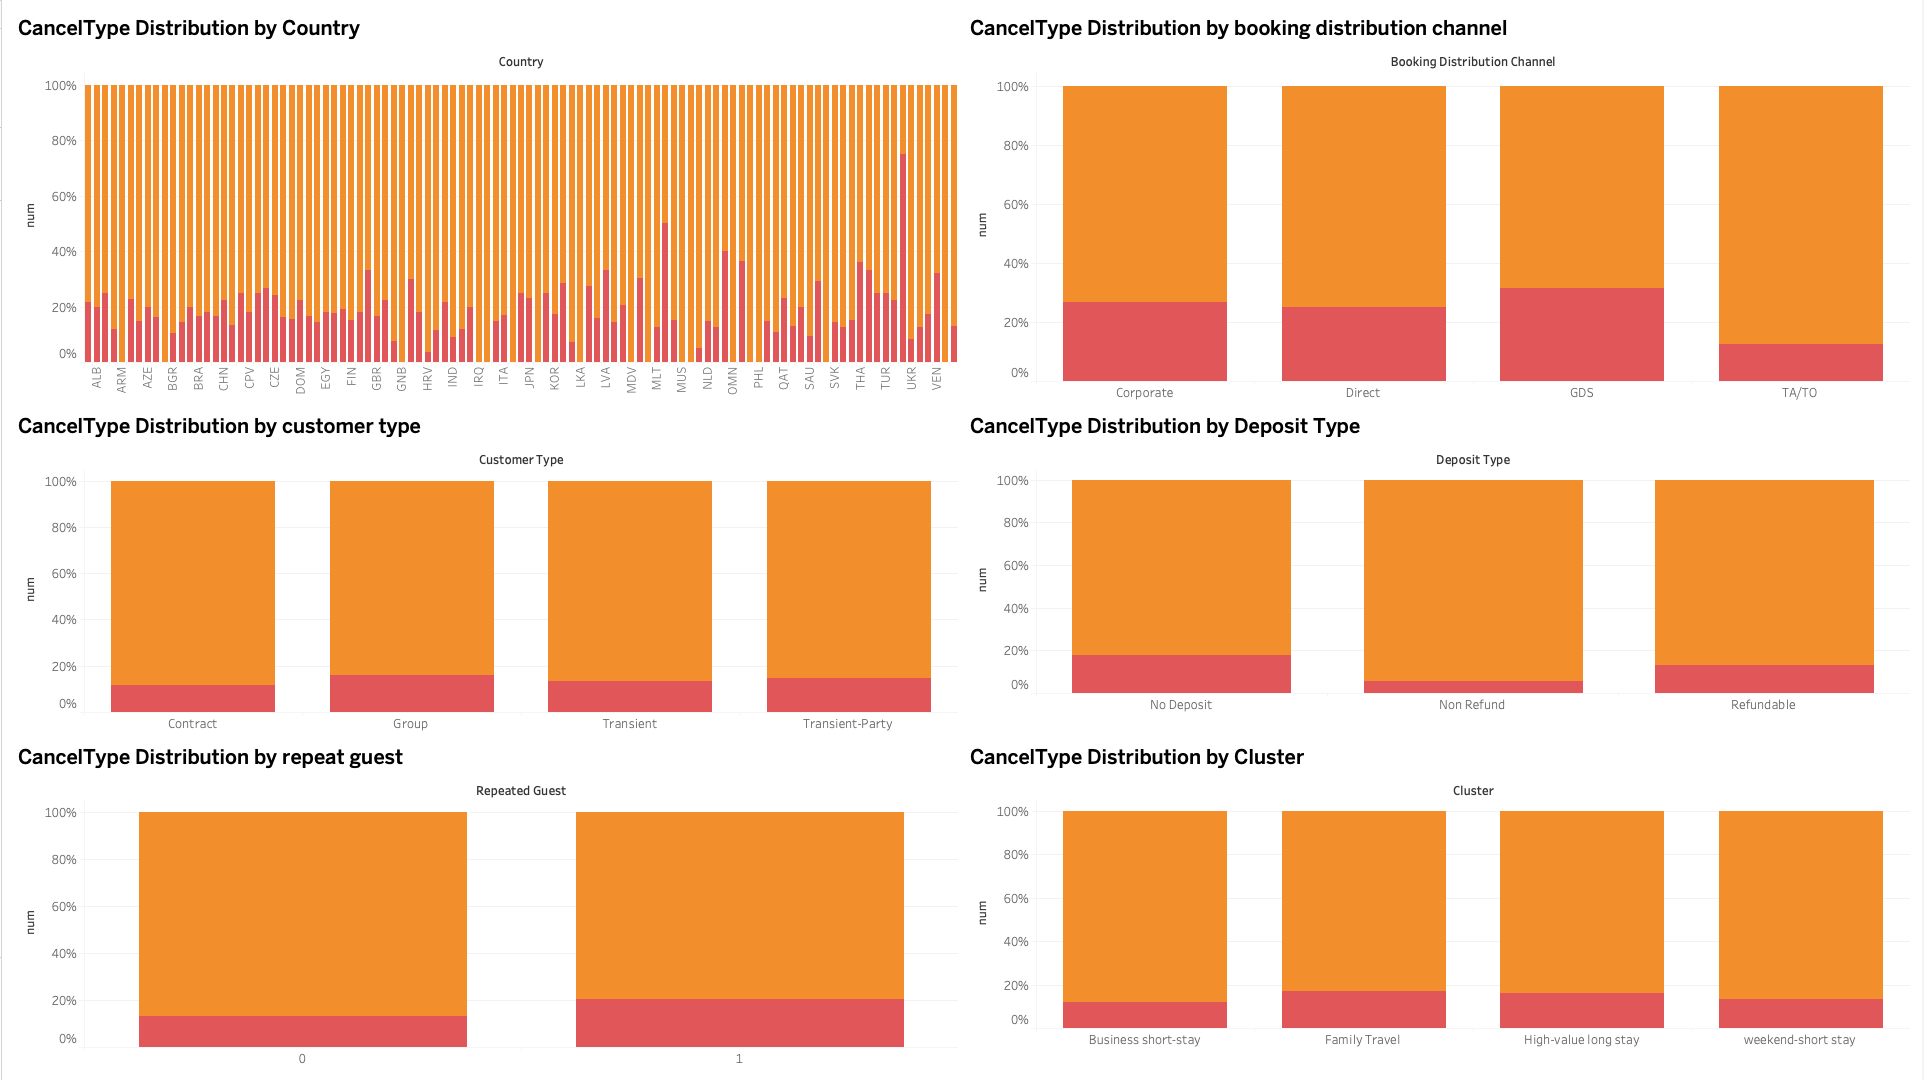 CancelType Distribution by Country
Country
num
100%
80%
60%
40%
20%
0%
ALB
ARM
AZE
BGR
BRA
CHN
CPV
CZE
DOM
EGY
FIN
GBR
GNB
HRV
IND
IRQ
ITA
JPN
KOR
LKA
LVA
MDV
MLT
MUS
NLD
OMN
PHL
QAT
SAU
SVK
THA
TUR
UKR
VEN
CancelType Distribution by booking distribution channel
Booking Distribution Channel
num
100%
80%
60%
40%
20%
0%
Corporate
Direct
GDS
TA/TO
CancelType Distribution by customer type
Customer Type
num
100%
80%
60%
40%
20%
0%
Contract
Group
Transient
Transient-Party
CancelType Distribution by Deposit Type
Deposit Type
num
100%
80%
60%
40%
20%
0%
No Deposit
Non Refund
Refundable
CancelType Distribution by repeat guest
Repeated Guest
num
100%
80%
60%
40%
20%
0%
0
1
CancelType Distribution by Cluster
Cluster
num
100%
80%
60%
40%
20%
0%
Business short-stay
Family Travel
High-value long stay
weekend-short stay